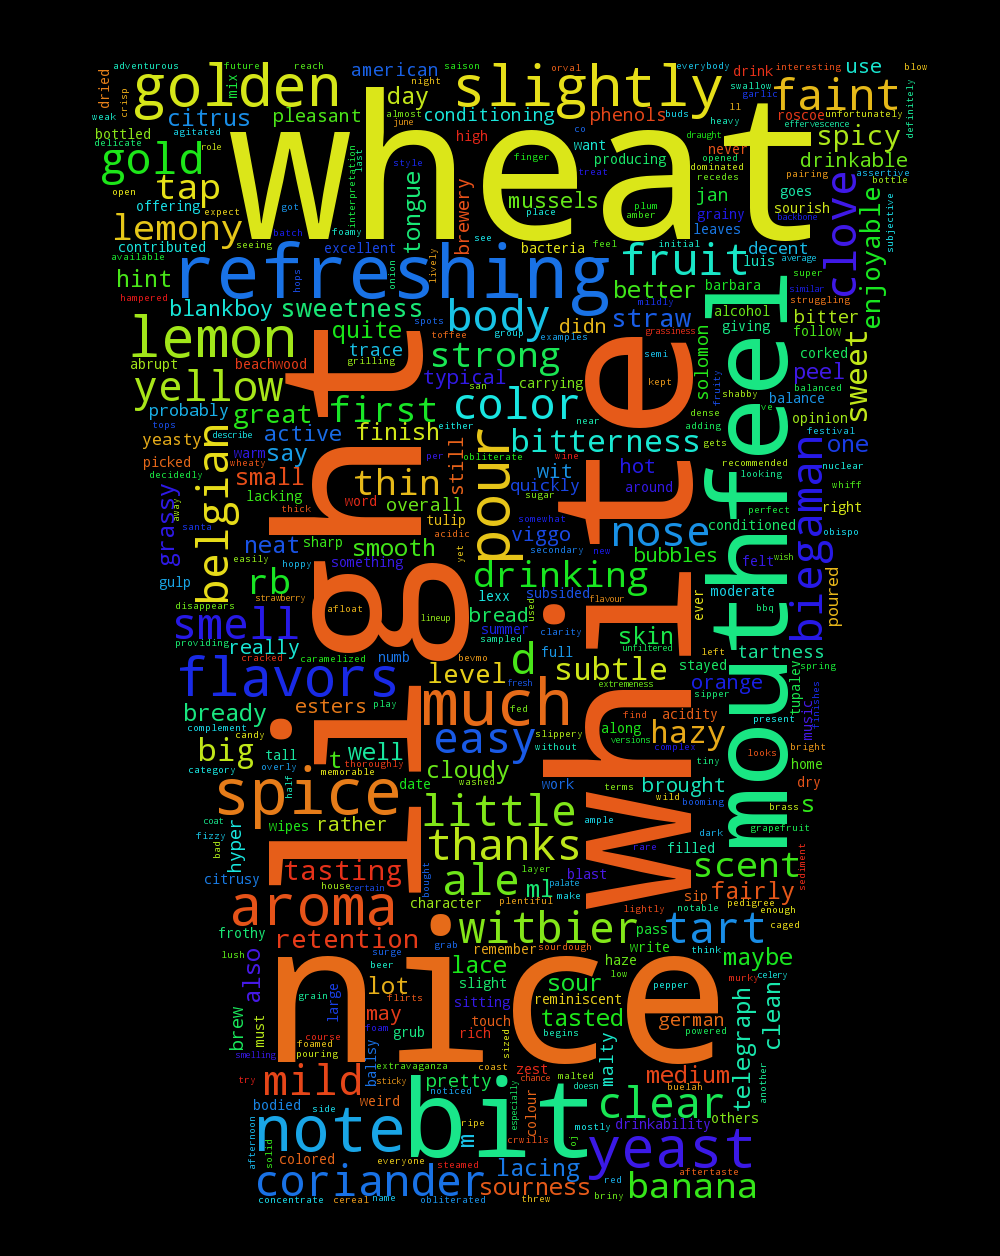 adventurous future reach american saison orval everybody drink interesting use blow
dried golden mix night slightly swallow garlic faint
weak crisp citrus pleasant almost day conditioning phenols buds heavy ll roscoe unfortunately definitely
delicate bottled agitated role june high co want draught effervescence spicy
gold wheat interpretation last style finger producing never opened dominated recedes pairing drinkable assertive
open tap tongue brewery treat mussels plum amber jan goes bottle clove
offering expect got place grainy sourish backbone subjective
lemony seeing batch foamy see feel leaves enjoyable
contributed available excellent lively bacteria initial decent average
hint refreshing hops onion fruit luis super similar
hampered blankboy sweetness body better mildly barbara struggling
lemon quite spots group didn straw grassiness alcohol bitter
abrupt beachwood trace toffee examples solomon giving follow
yellow grilling strong semi corked
light typical san carrying white kept fruity mouthfeel peel balanced sweet
probably great first color near shabby ve balance
tops describe active finish either bitterness dense adding gets opinion festival
yeasty decidedly wheaty warm say per pour obliterate wine hot recommended one
picked small thin still wit quickly sugar around looking nuclear whiff
grassy away lacking word overall nose perfect right
belgian santa thick tulip acidic viggo somewhat conditioned obispo
neat sharp smooth yet secondary new bubbles felt wish biegaman
easily hoppy something drinking
gulp rb strawberry lexx subsided moderate poured
disappears afloat bread used flavour ever bbq
smell lineup summer clarity skin
providing really sampled full unfiltered left tartness
cracked caramelized numb bevmo subtle stayed spring
flavors level d fresh extremeness orange sipper tupaley
bready esters play much fed find acidity music finishes
complement candy along versions present
big tall well easy slippery without hazy complex looks bright
category overly half t thoroughly memorable cloudy tiny home
spice date washed work terms brought booming dry
coat little ample wild brass s
fizzy hyper wipes rather dark grapefruit
bad thanks rare filled
tasting layer blast scent sediment
citrusy house certain bought ale ml palate make sip fairly
aroma character plentiful lightly notable pedigree enough
frothy retention witbier pass tart caged
remember sourdough write think
lush surge grab haze maybe
also beer lace low murky celery
nice lot slight sour pepper clean
grain large flirts sitting reminiscent
brew must may touch tasted german telegraph
foamed course foam grub rich begins powered
smelling pouring ballsy sized malty
extravaganza coast zest malted
try mild sticky pretty chance doesn medium buelah another
bodied weird noticed especially clear others
side bit ripe colour
afternoon note m mostly drinkability
solid colored crwills oj yeast
everyone steamed lacing aftertaste
coriander sourness red banana
concentrate cereal name obliterated threw briny